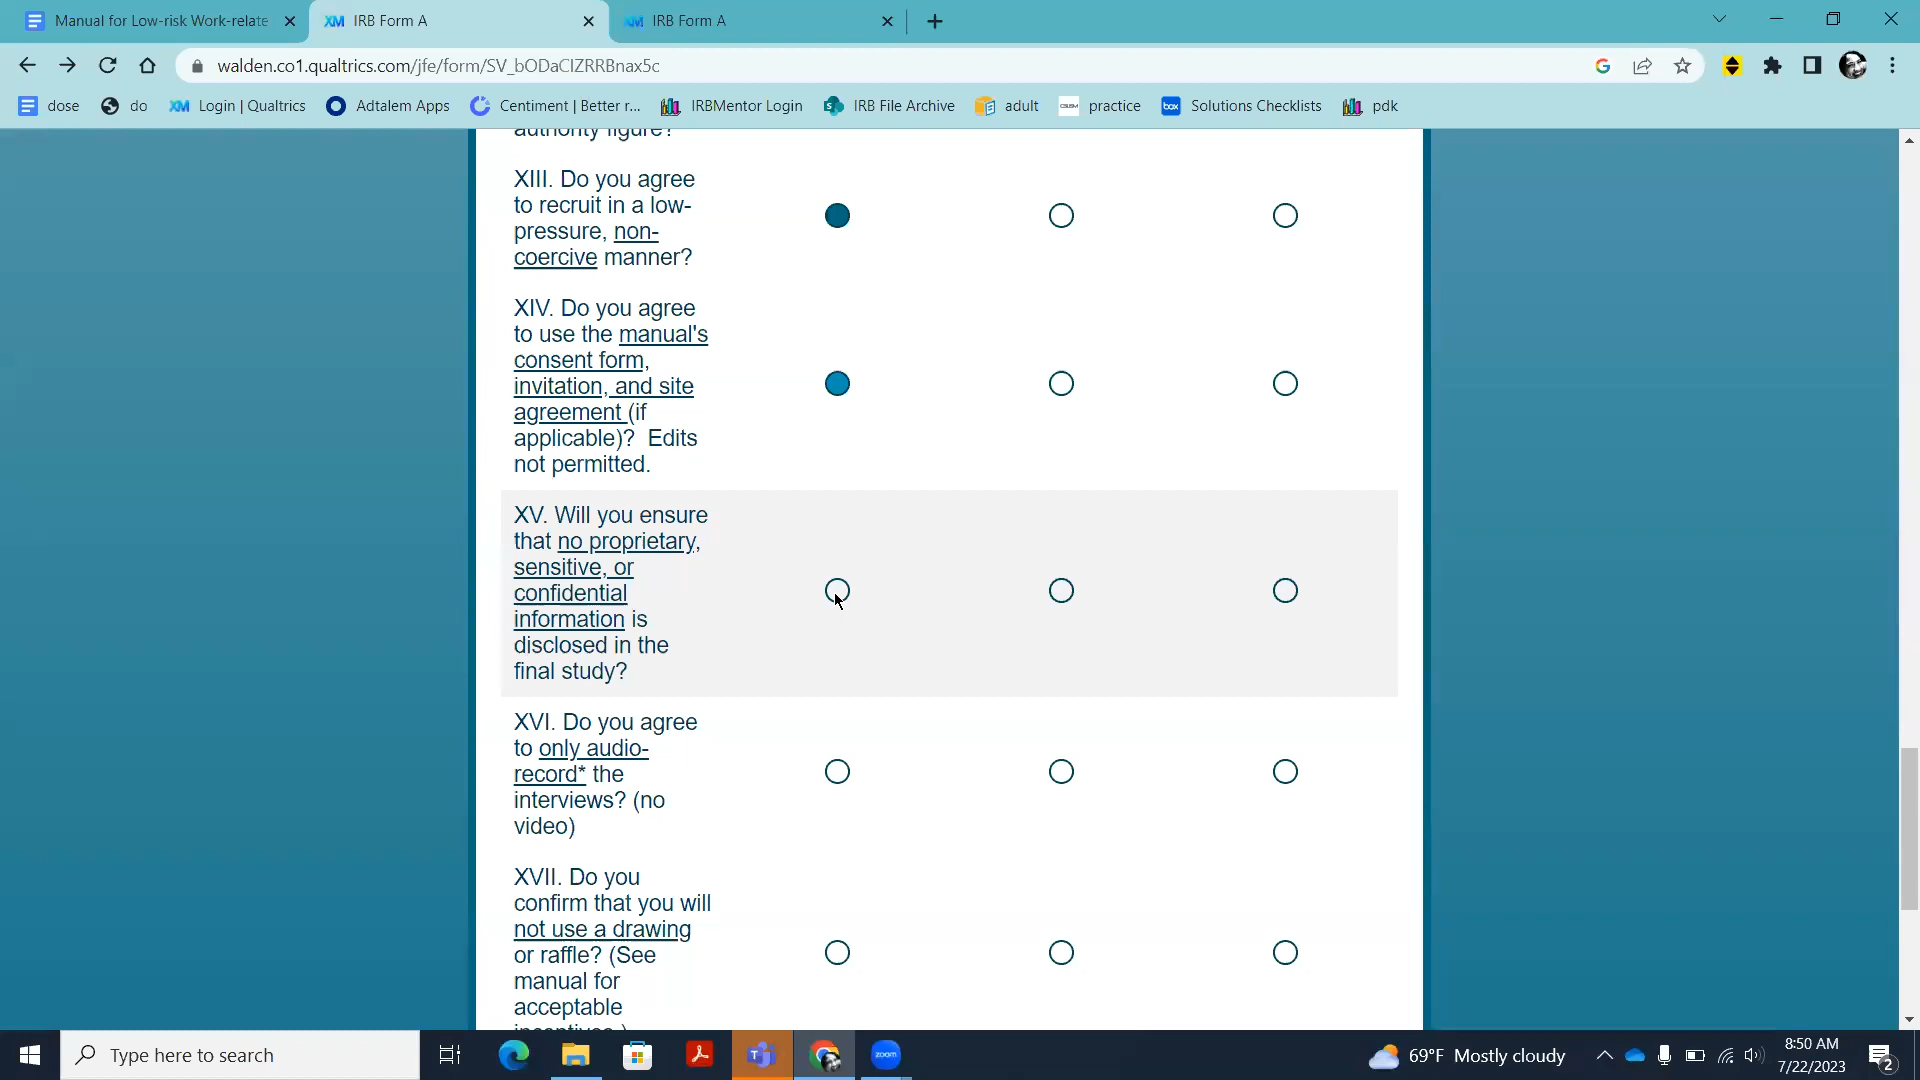 Manual for Low-risk Work-relate
IRB Form A
IRB Form A
walden.co1.qualtrics.com/jfe/form/SV_bODaCIZRRBnax5c
dose
do
Login | Qualtrics
Adtalem Apps
Centiment | Better r...
IRBMentor Login
IRB File Archive
adult
practice
Solutions Checklists
pdk
authority figure?
XIII. Do you agree
to recruit in a low-
pressure, non-
coercive manner?
XIV. Do you agree
to use the manual's
consent form,
invitation, and site
agreement (if
applicable)? Edits
not permitted.
XV. Will you ensure
that no proprietary,
sensitive, or
confidential
information is
disclosed in the
final study?
XVI. Do you agree
to only audio-
record* the
interviews? (no
video)
XVII. Do you
confirm that you will
not use a drawing
or raffle? (See
manual for
acceptable
incentives.)
Type here to search
zoom
69°F Mostly cloudy
8:50 AM
7/22/2023
2